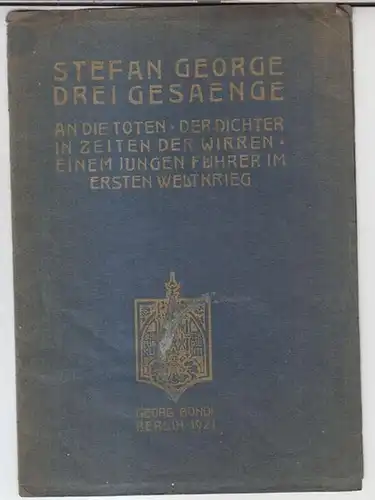 STEFAN GEORGE
DREI GESAENGE
AN DIE TOTEN · DER DICHTER
IN ZEITEN DER WIRREN ·
EINEM JUNGEN FÜHRER IM
ERSTEN WELTKRIEG
GEORG BONDI
BERLIN 1921